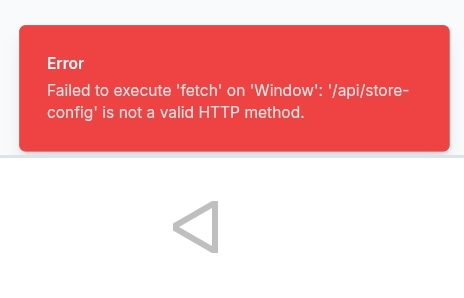 Error
Failed to execute 'fetch' on 'Window': '/api/store-
config' is not a valid HTTP method.